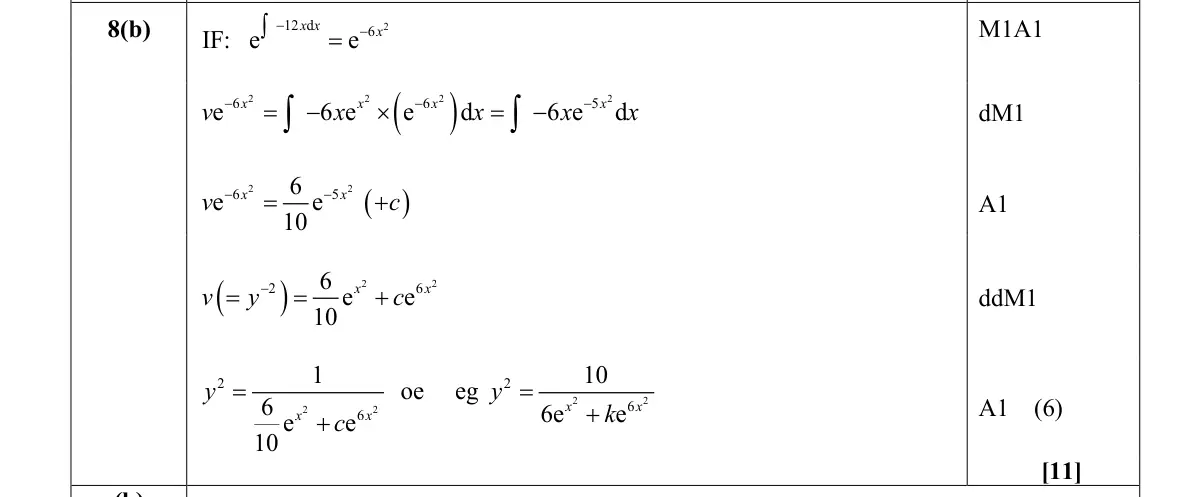 8(b) IF: e^{∫ −12xdx} = e^{−6x²} M1A1
ve^{−6x²} = ∫ −6xe^{x²} × (e^{−6x²}) dx = ∫ −6xe^{−5x²} dx dM1
ve^{−6x²} = 6/10 e^{−5x²} (+c) A1
v(= y^{−2}) = 6/10 e^{x²} + ce^{6x²} ddM1
y² = 1/(6/10 e^{x²} + ce^{6x²}) oe eg y² = 10/(6e^{x²} + ke^{6x²}) A1 (6)
[11]